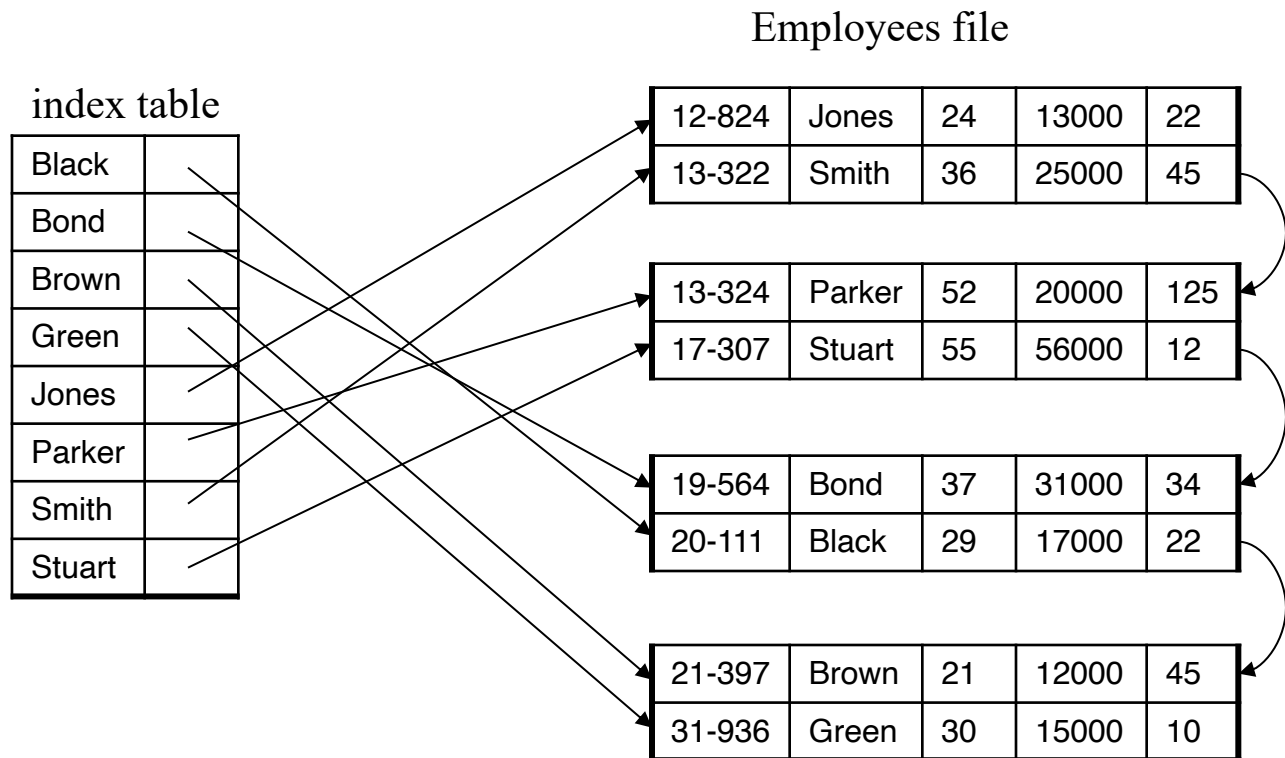 Employees file
index table
Black
Bond
Brown
Green
Jones
Parker
Smith
Stuart
12-824 Jones 24 13000 22
13-322 Smith 36 25000 45
13-324 Parker 52 20000 125
17-307 Stuart 55 56000 12
19-564 Bond 37 31000 34
20-111 Black 29 17000 22
21-397 Brown 21 12000 45
31-936 Green 30 15000 10